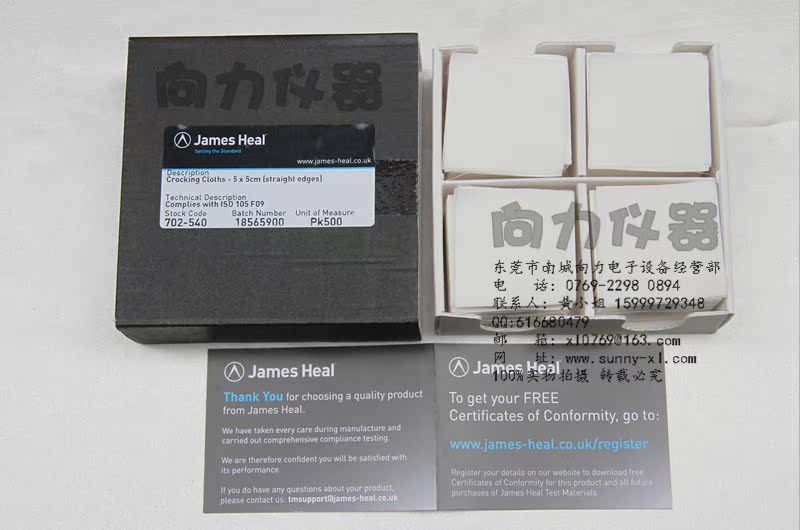 向力仪器
James Heal
Setting the Standard
www.james-heal.co.uk
Description
Crocking Cloths - 5 x 5cm (straight edges)
Technical Description
Complies with ISO 105 F09
Stock Code Batch Number Unit of Measure
702-540 18565900 Pk500
向力仪器
东莞市南城向力电子设备经营部
电 话: 0769-2298 0894
联系人: 黄小姐 15999729348
QQ:616680479
邮 箱: xl0769@163.com
网 址: www.sunny-xl.com
100%实物拍摄 转载必究
James Heal
Thank You for choosing a quality product
from James Heal.
We have taken every care during manufacture and
carried out comprehensive compliance testing.
We are therefore confident you will be satisfied with
its performance.
If you do have any questions about your product,
please contact us: tmsupport@james-heal.co.uk
James Heal
To get your FREE
Certificates of Conformity, go to:
www.james-heal.co.uk/register
Register your details on our website to download free
Certificates of Conformity for this product and all future
purchases of James Heal Test Materials.